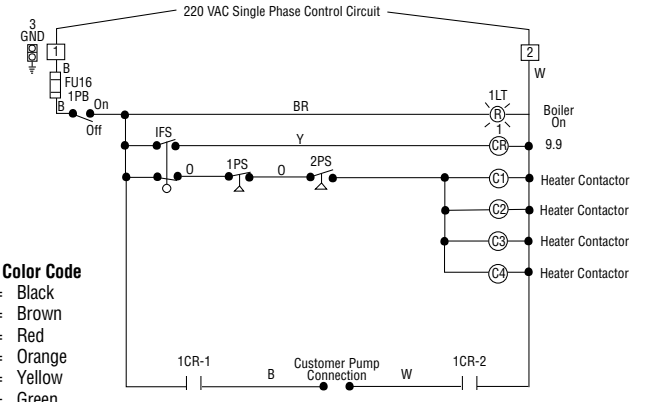 220 VAC Single Phase Control Circuit
3
GND
1
2
B
W
FU16
1PB
B
On
Off
BR
1LT
R
Boiler
On
IFS
Y
1
CR
9.9
O
1PS
O
2PS
C1
Heater Contactor
C2
Heater Contactor
C3
Heater Contactor
C4
Heater Contactor
Color Code
= Black
= Brown
= Red
= Orange
= Yellow
= Green
1CR-1
B
Customer Pump
Connection
W
1CR-2